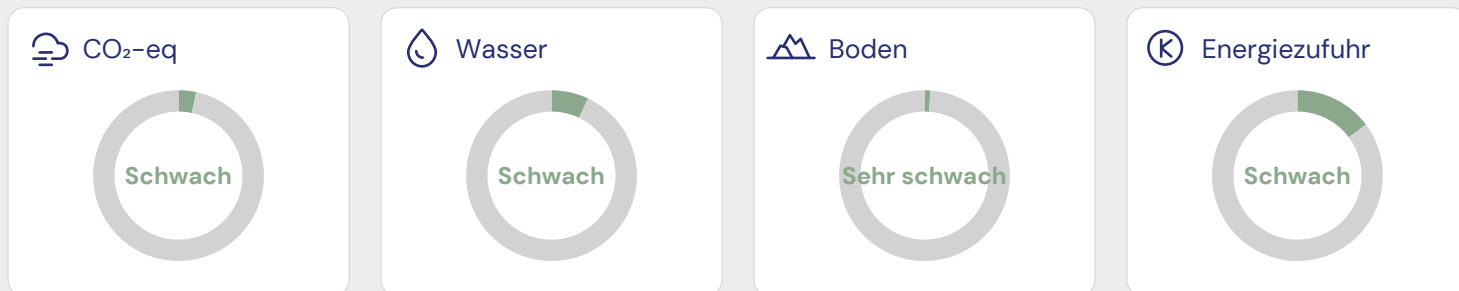 CO₂-eq
Schwach
Wasser
Schwach
Boden
Sehr schwach
Energiezufuhr
Schwach